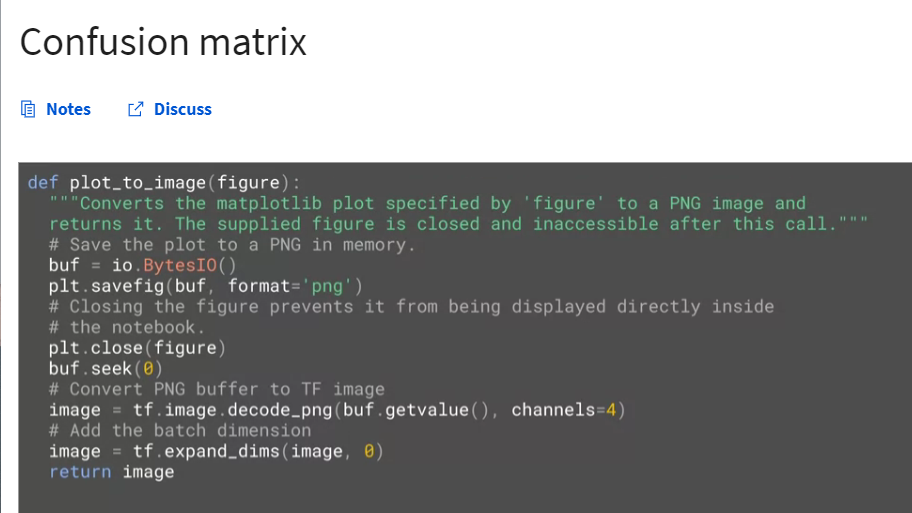 Confusion matrix
Notes
Discuss
def plot_to_image(figure):
"""Converts the matplotlib plot specified by 'figure' to a PNG image and
returns it. The supplied figure is closed and inaccessible after this call."""
# Save the plot to a PNG in memory.
buf = io.BytesIO()
plt.savefig(buf, format='png')
# Closing the figure prevents it from being displayed directly inside
# the notebook.
plt.close(figure)
buf.seek(0)
# Convert PNG buffer to TF image
image = tf.image.decode_png(buf.getvalue(), channels=4)
# Add the batch dimension
image = tf.expand_dims(image, 0)
return image